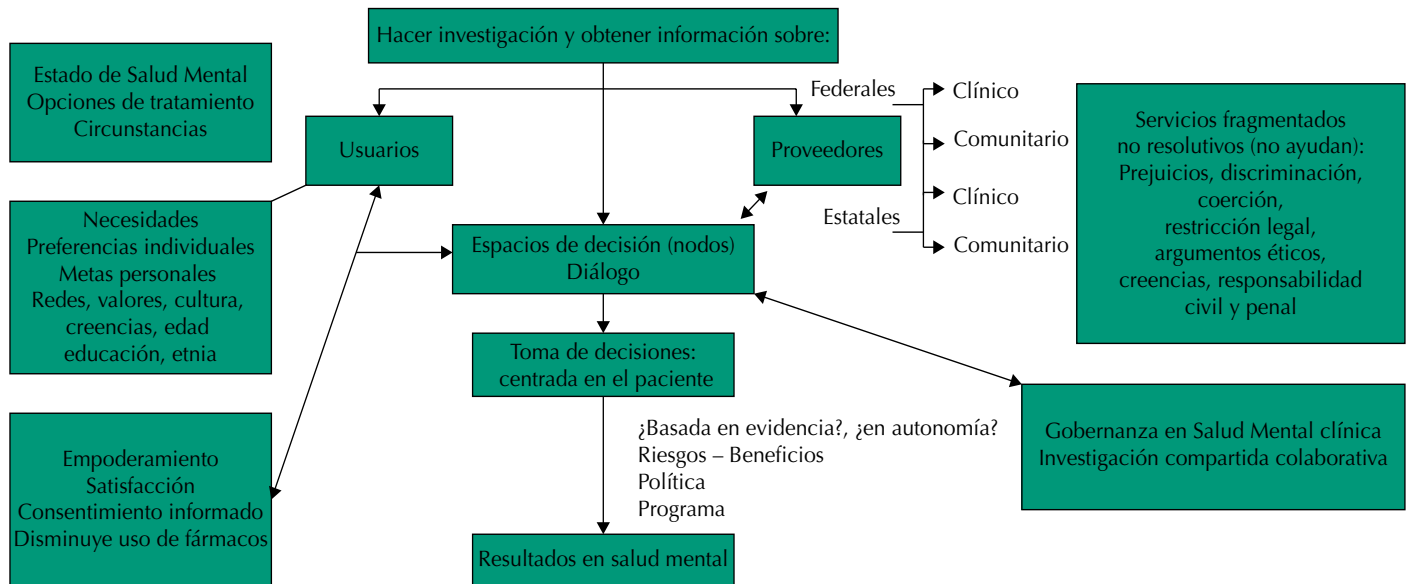 Hacer investigación y obtener información sobre:
Estado de Salud Mental
Opciones de tratamiento
Circunstancias
Usuarios
Proveedores
Federales
Clínico
Comunitario
Estatales
Clínico
Comunitario
Servicios fragmentados
no resolutivos (no ayudan):
Prejuicios, discriminación,
coerción,
restricción legal,
argumentos éticos,
creencias, responsabilidad
civil y penal
Necesidades
Preferencias individuales
Metas personales
Redes, valores, cultura,
creencias, edad
educación, etnia
Espacios de decisión (nodos)
Diálogo
Toma de decisiones:
centrada en el paciente
¿Basada en evidencia?, ¿en autonomía?
Riesgos – Beneficios
Política
Programa
Gobernanza en Salud Mental clínica
Investigación compartida colaborativa
Empoderamiento
Satisfacción
Consentimiento informado
Disminuye uso de fármacos
Resultados en salud mental